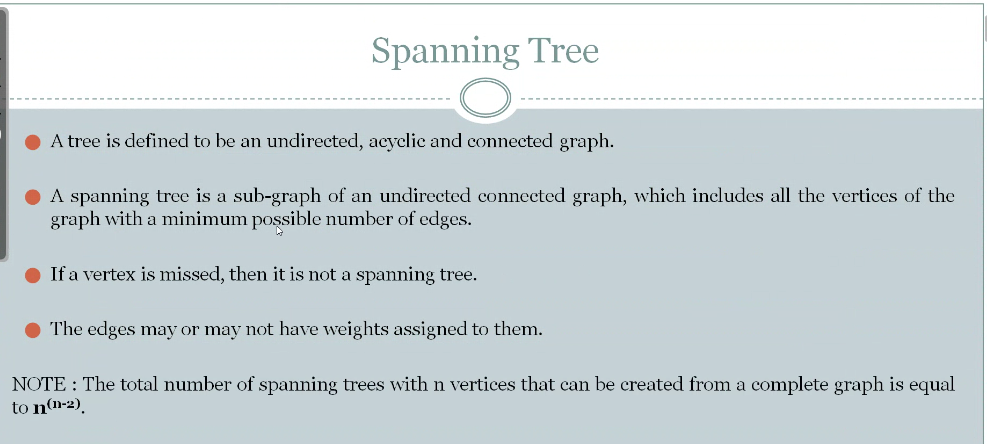 Spanning Tree
A tree is defined to be an undirected, acyclic and connected graph.
A spanning tree is a sub-graph of an undirected connected graph, which includes all the vertices of the
graph with a minimum possible number of edges.
If a vertex is missed, then it is not a spanning tree.
The edges may or may not have weights assigned to them.
NOTE : The total number of spanning trees with n vertices that can be created from a complete graph is equal
to n⁽ⁿ⁻²⁾.